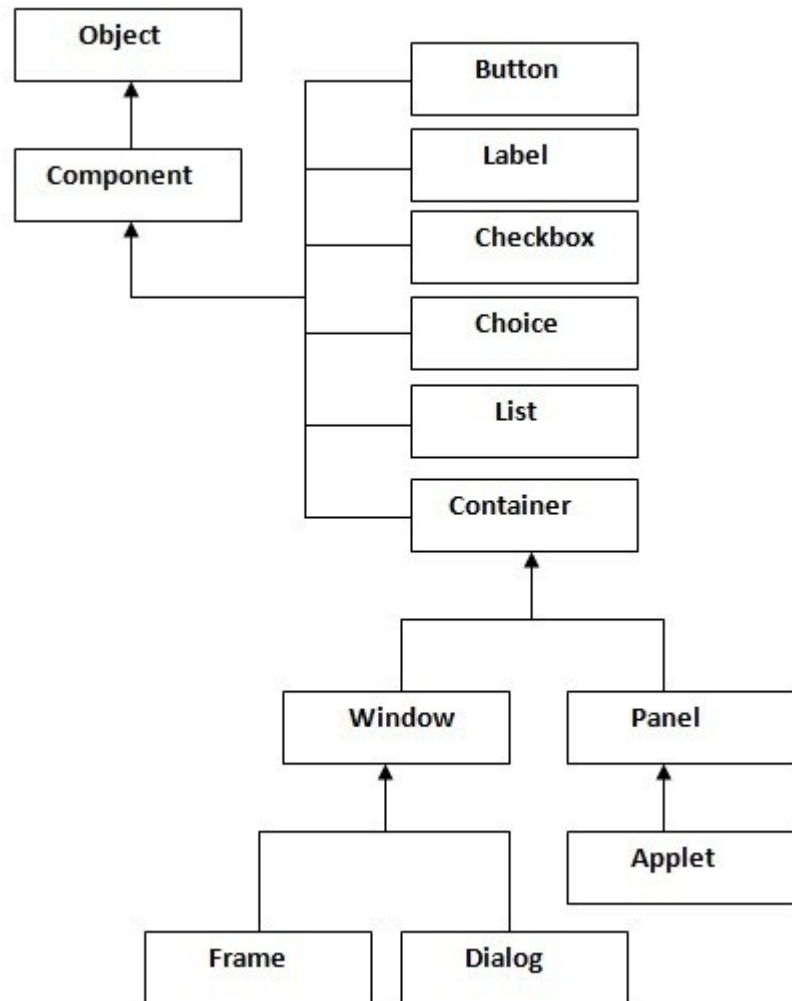 Object
Component
Button
Label
Checkbox
Choice
List
Container
Window
Panel
Applet
Frame
Dialog